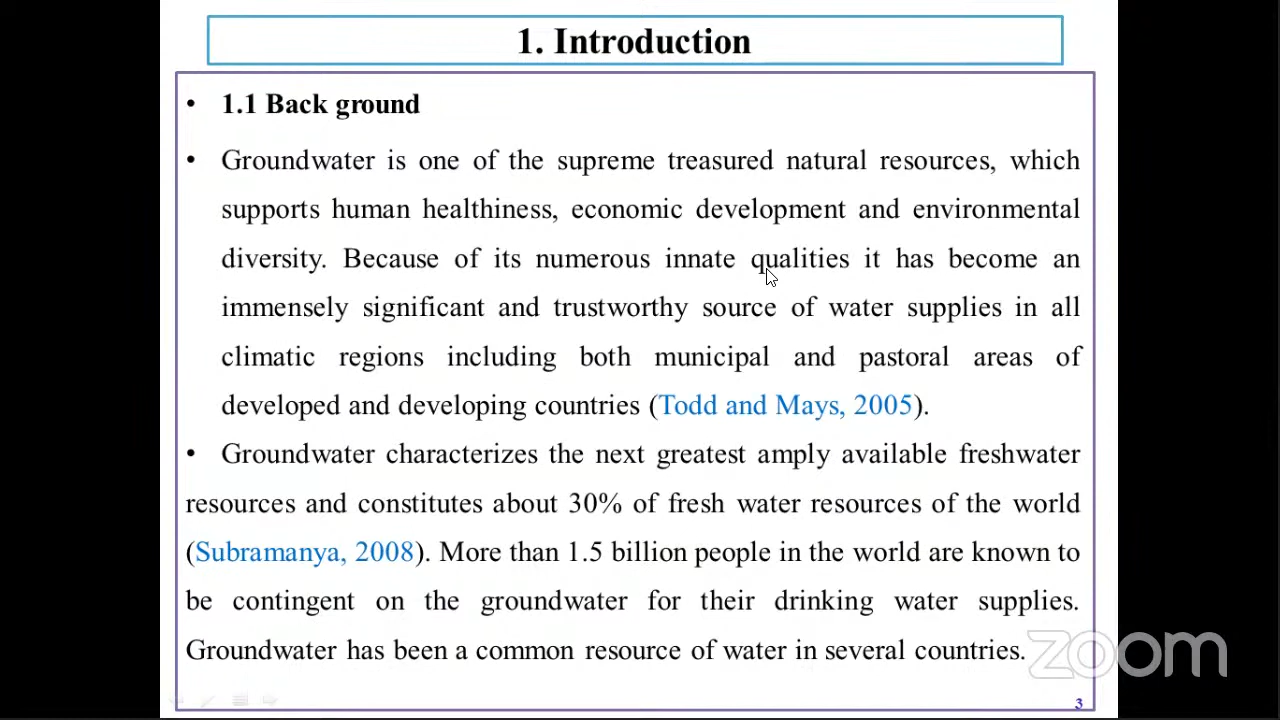 1. Introduction
• 1.1 Back ground
• Groundwater is one of the supreme treasured natural resources, which
supports human healthiness, economic development and environmental
diversity. Because of its numerous innate qualities it has become an
immensely significant and trustworthy source of water supplies in all
climatic regions including both municipal and pastoral areas of
developed and developing countries (Todd and Mays, 2005).
• Groundwater characterizes the next greatest amply available freshwater
resources and constitutes about 30% of fresh water resources of the world
(Subramanya, 2008). More than 1.5 billion people in the world are known to
be contingent on the groundwater for their drinking water supplies.
Groundwater has been a common resource of water in several countries.
zoom
3